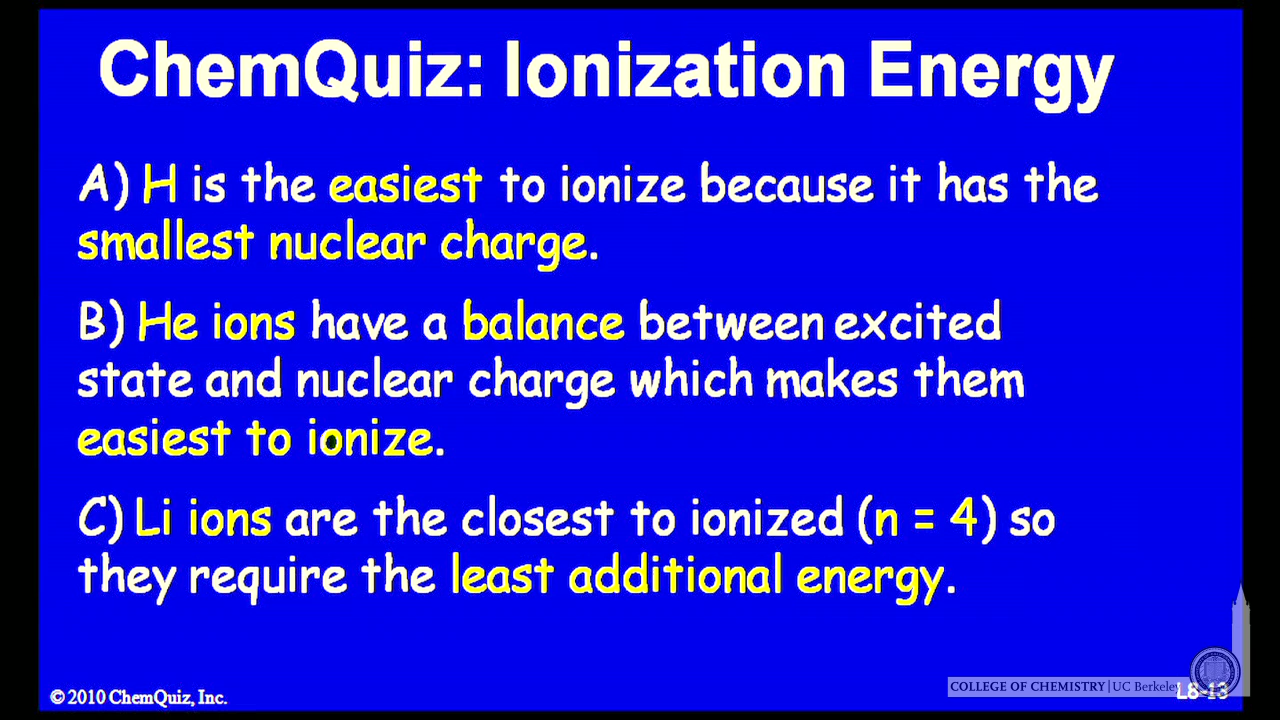 ChemQuiz: Ionization Energy
A) H is the easiest to ionize because it has the
smallest nuclear charge.
B) He ions have a balance between excited
state and nuclear charge which makes them
easiest to ionize.
C) Li ions are the closest to ionized (n = 4) so
they require the least additional energy.
© 2010 ChemQuiz, Inc.
COLLEGE OF CHEMISTRY | UC Berkeley
L8-13